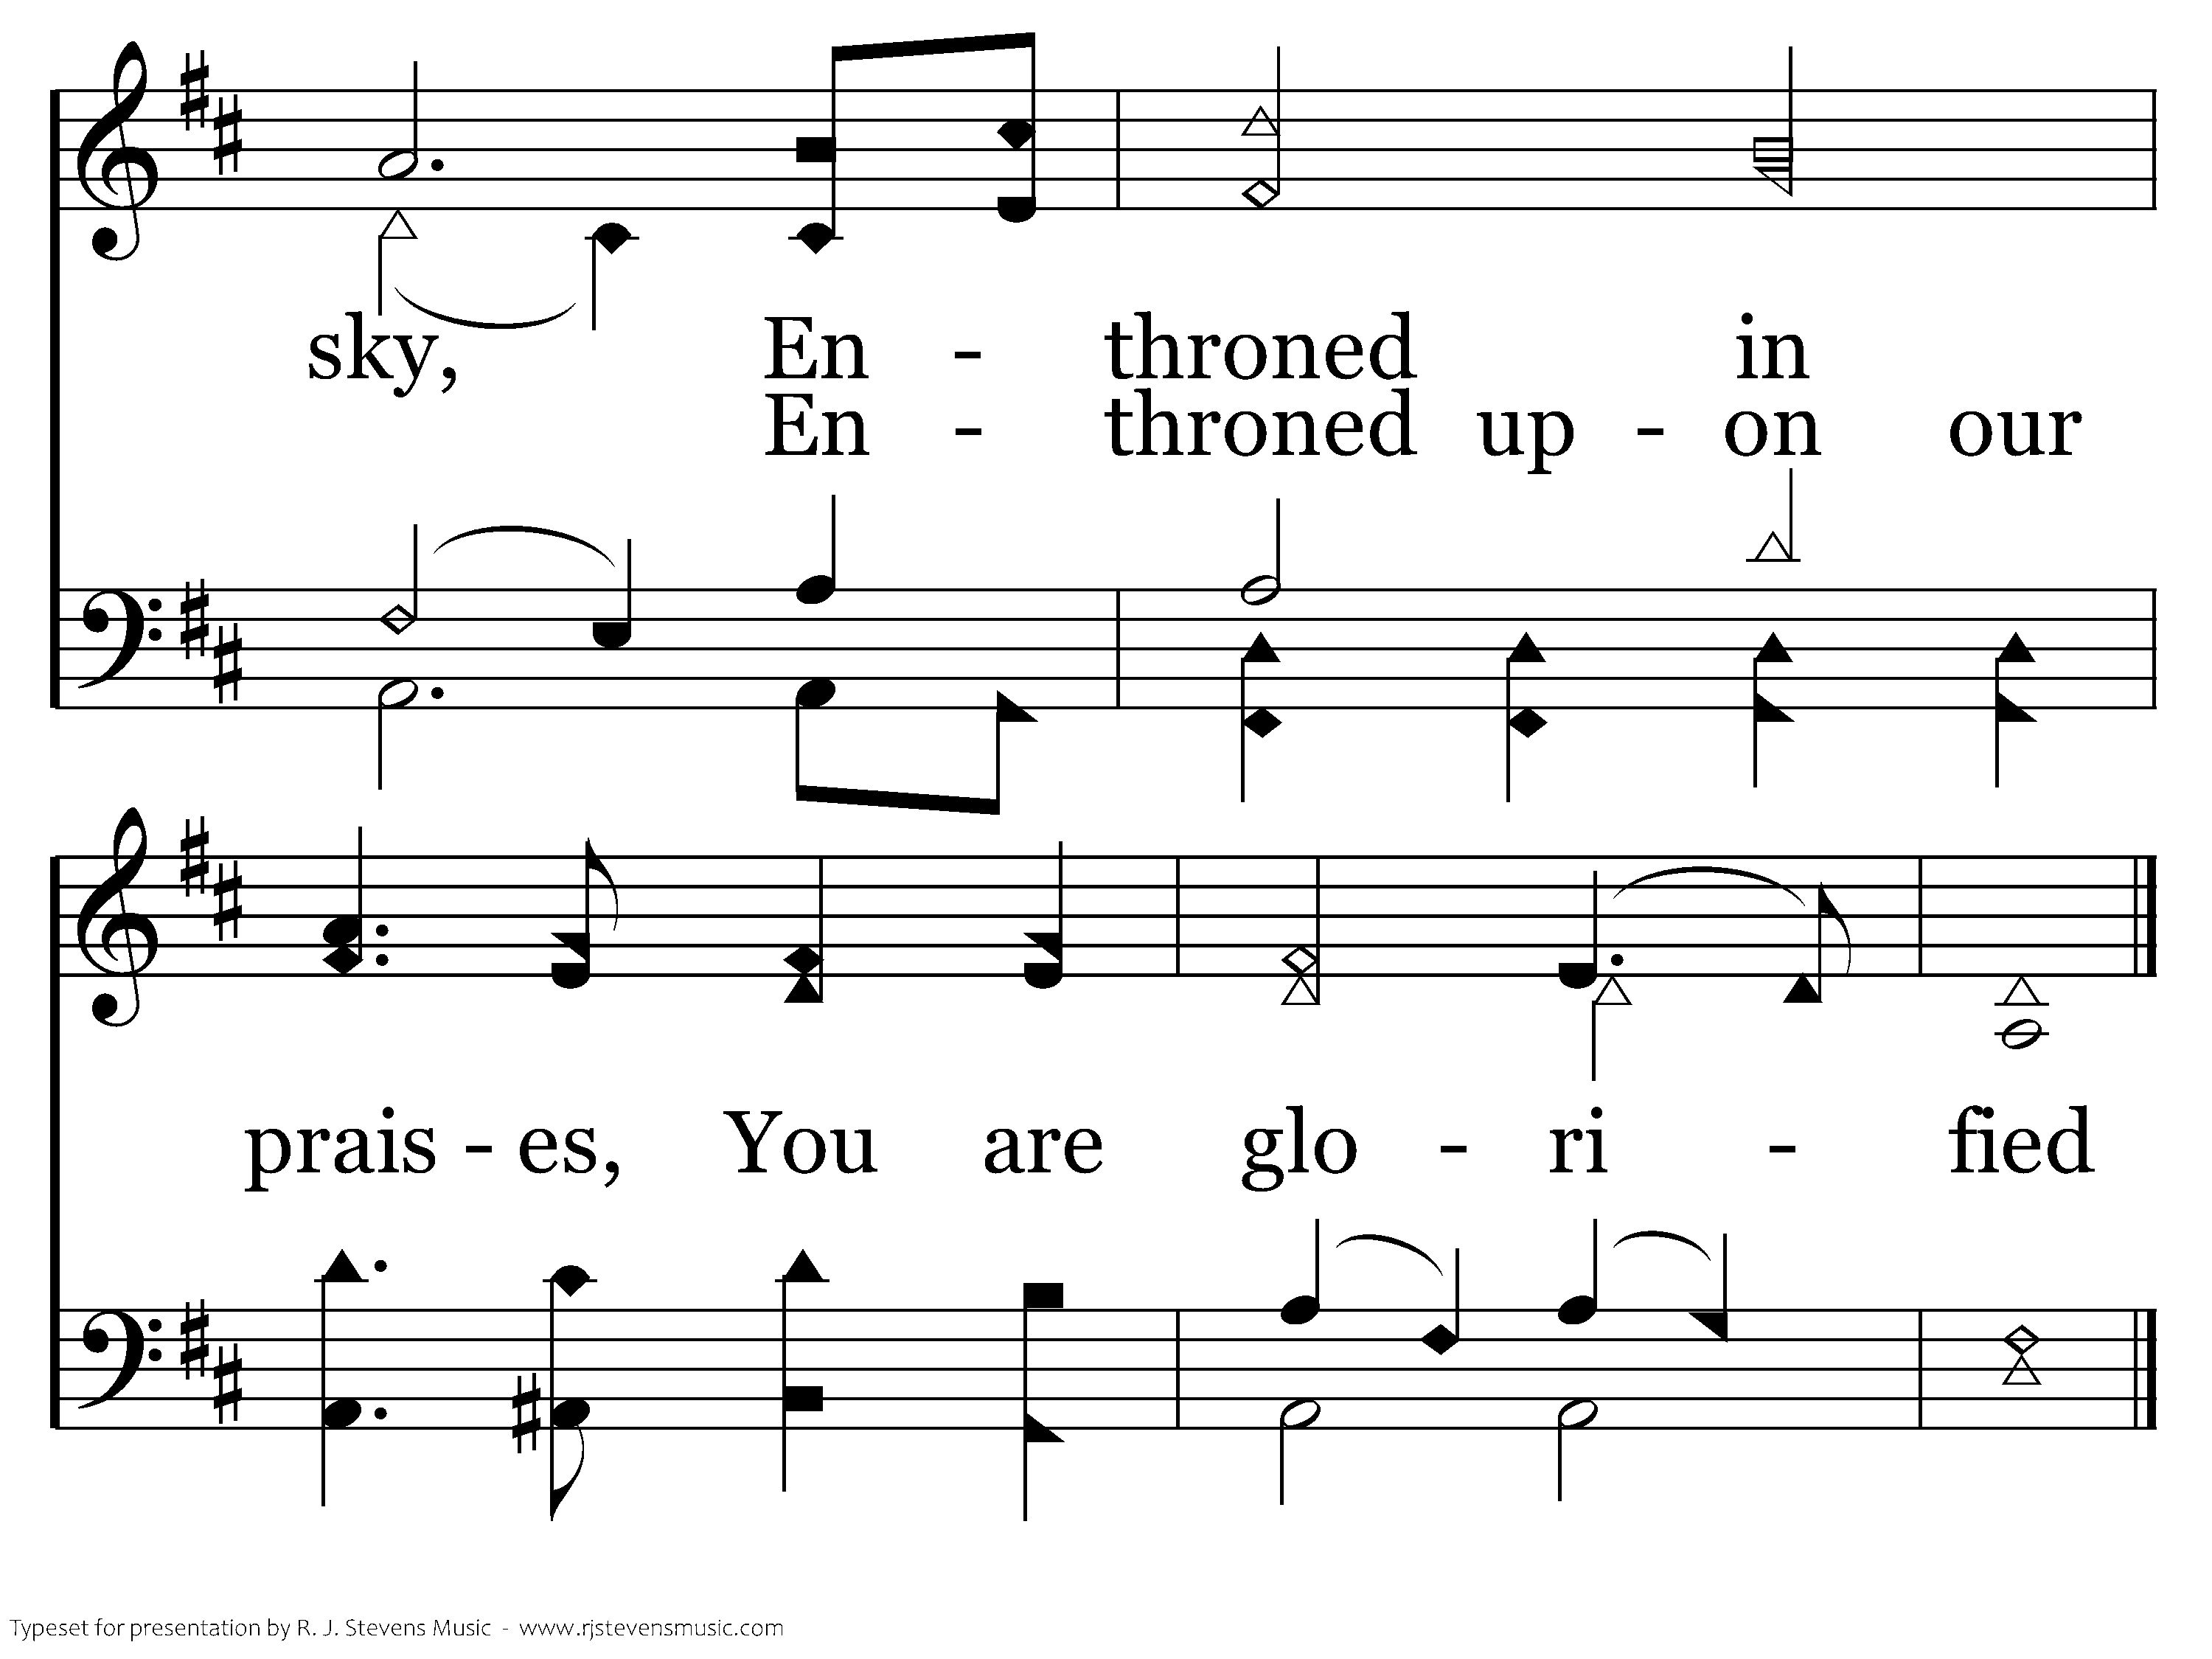 sky, En - throned in
En - throned up - on our
prais - es, You are glo - ri - fied
Typeset for presentation by R. J. Stevens Music - www.rjstevensmusic.com